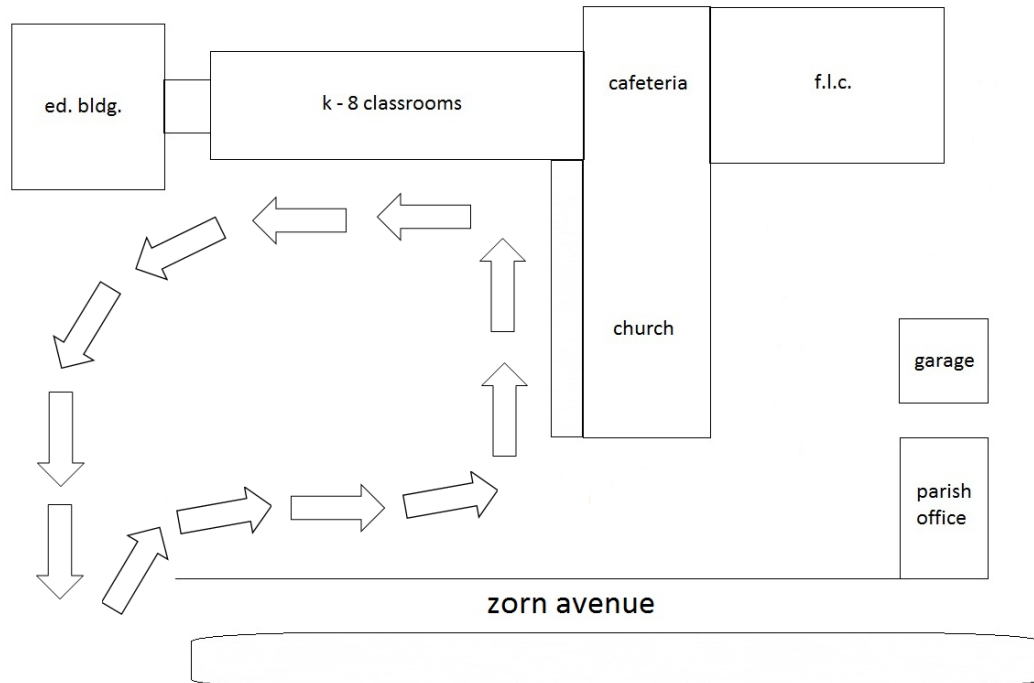 ed. bldg.
k - 8 classrooms
cafeteria
f.l.c.
church
garage
parish
office
zorn avenue